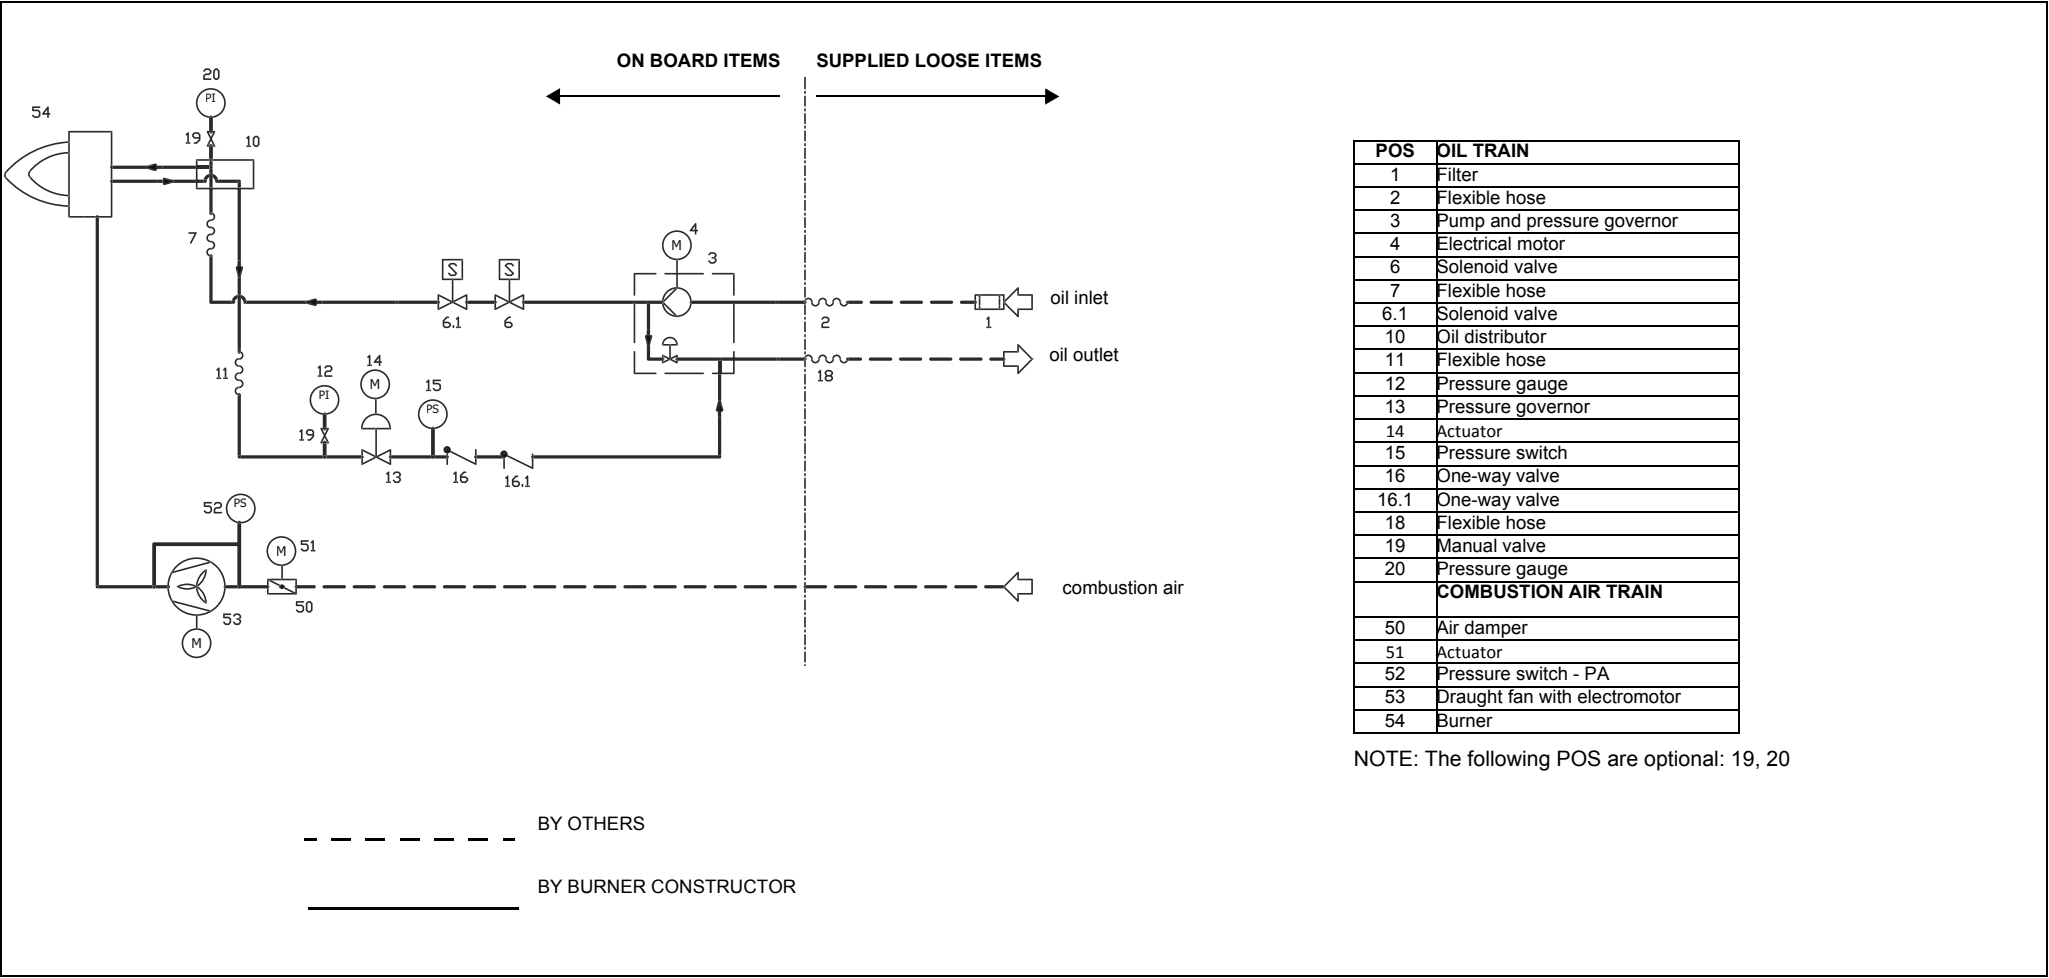 ON BOARD ITEMS
SUPPLIED LOOSE ITEMS
20
PI
54
19
10
7
4
M
3
S
S
6.1
6
2
1
oil inlet
oil outlet
18
11
12
PI
19
14
M
15
PS
13
16
16.1
52
PS
M
51
50
53
M
combustion air
POS OIL TRAIN
1 Filter
2 Flexible hose
3 Pump and pressure governor
4 Electrical motor
6 Solenoid valve
7 Flexible hose
6.1 Solenoid valve
10 Oil distributor
11 Flexible hose
12 Pressure gauge
13 Pressure governor
14 Actuator
15 Pressure switch
16 One-way valve
16.1 One-way valve
18 Flexible hose
19 Manual valve
20 Pressure gauge
COMBUSTION AIR TRAIN
50 Air damper
51 Actuator
52 Pressure switch - PA
53 Draught fan with electromotor
54 Burner
NOTE: The following POS are optional: 19, 20
BY OTHERS
BY BURNER CONSTRUCTOR